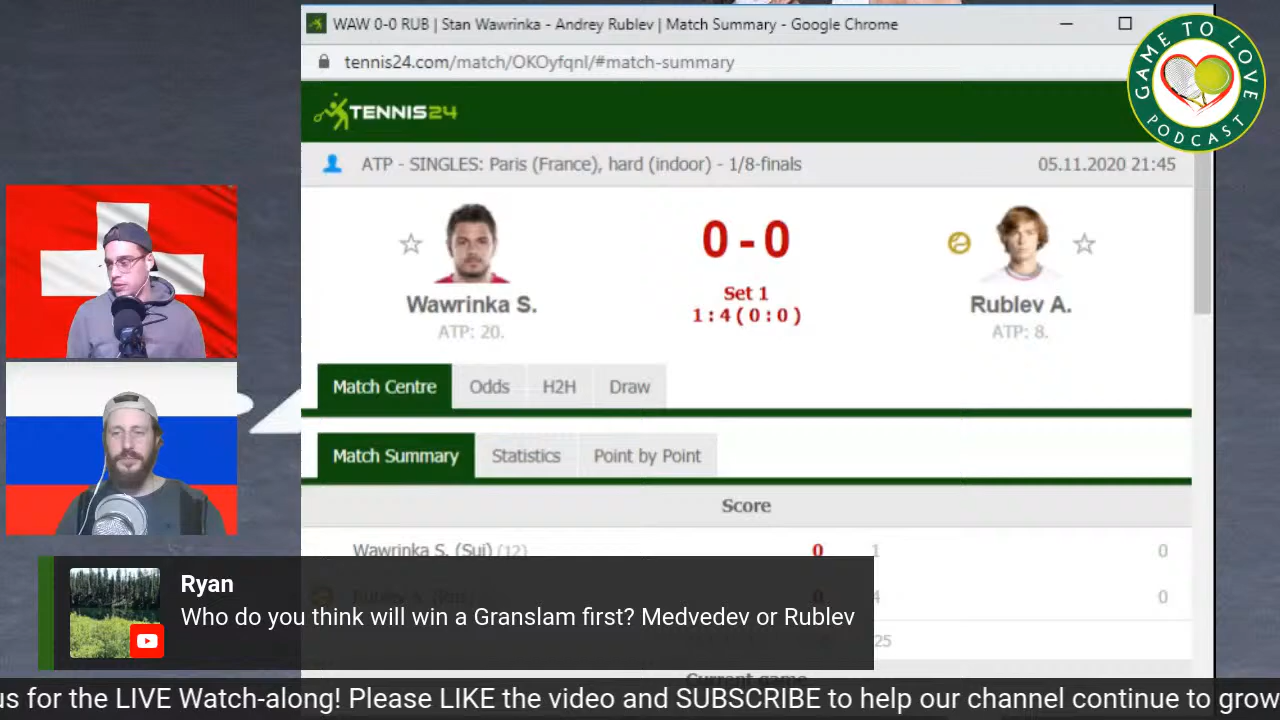 WAW 0-0 RUB | Stan Wawrinka - Andrey Rublev | Match Summary - Google Chrome
tennis24.com/match/OKOyfqnl/#match-summary
GAME TO LOVE
PODCAST
TENNIS24
ATP - SINGLES: Paris (France), hard (indoor) - 1/8-finals
05.11.2020 21:45
0 - 0
Set 1
1 : 4 ( 0 : 0 )
Wawrinka S.
ATP: 20.
Rublev A.
ATP: 8.
Match Centre Odds H2H Draw
Match Summary Statistics Point by Point
Score
Wawrinka S. (Sui) (12) 0 1 0
0 4 0
25
Current game
Ryan
Who do you think will win a Granslam first? Medvedev or Rublev
us for the LIVE Watch-along! Please LIKE the video and SUBSCRIBE to help our channel continue to grow